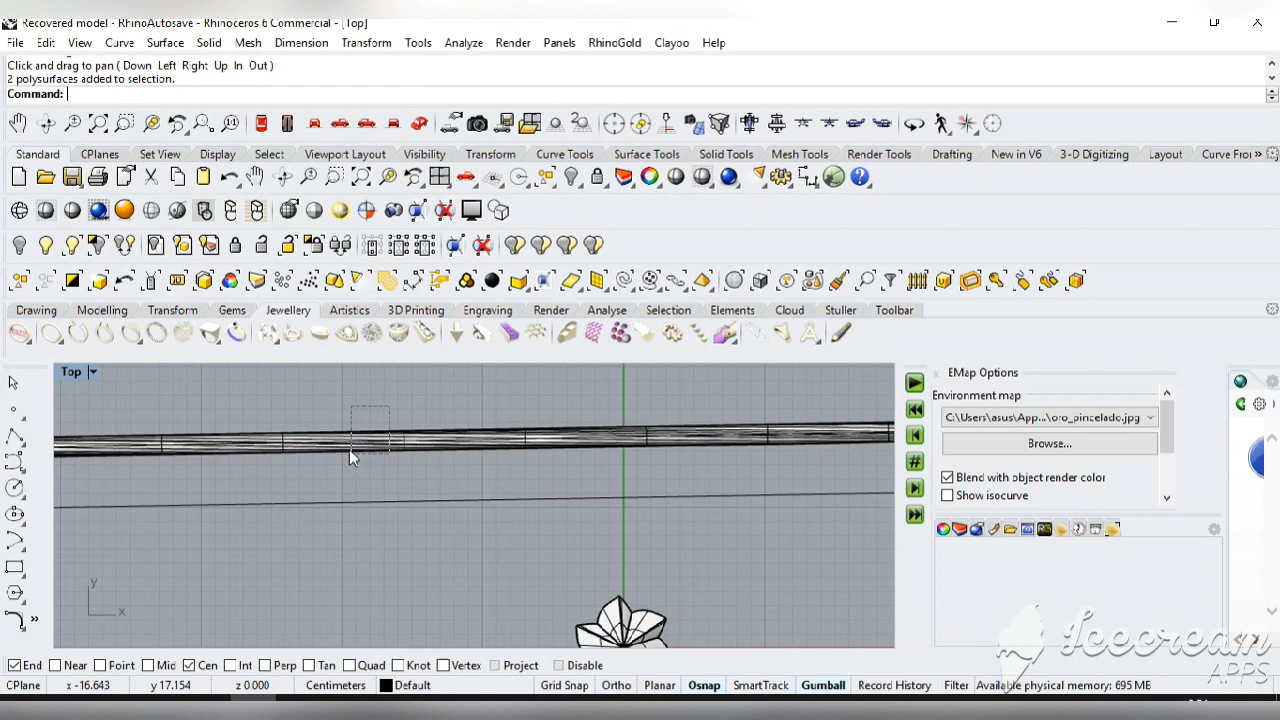 Recovered model - RhinoAutosave - Rhinoceros 6 Commercial - [Top]
File Edit View Curve Surface Solid Mesh Dimension Transform Tools Analyze Render Panels RhinoGold Clayoo Help
Click and drag to pan ( Down Left Right Up In Out )
2 polysurfaces added to selection.
Command:
Standard CPlanes Set View Display Select Viewport Layout Visibility Transform Curve Tools Surface Tools Solid Tools Mesh Tools Render Tools Drafting New in V6 3-D Digitizing Layout Curve Fro »
Drawing Modelling Transform Gems Jewellery Artistics 3D Printing Engraving Render Analyse Selection Elements Cloud Stuller Toolbar
Top
EMap Options
Environment map
C:\Users\asus\App...\oro_pincelado.jpg
Browse...
Blend with object render color
Show isocurve
y
x
Icecream
APPS
End Near Point Mid Cen Int Perp Tan Quad Knot Vertex Project Disable
CPlane x -16.643 y 17.154 z 0.000 Centimeters Default Grid Snap Ortho Planar Osnap SmartTrack Gumball Record History Filter Available physical memory: 695 MB